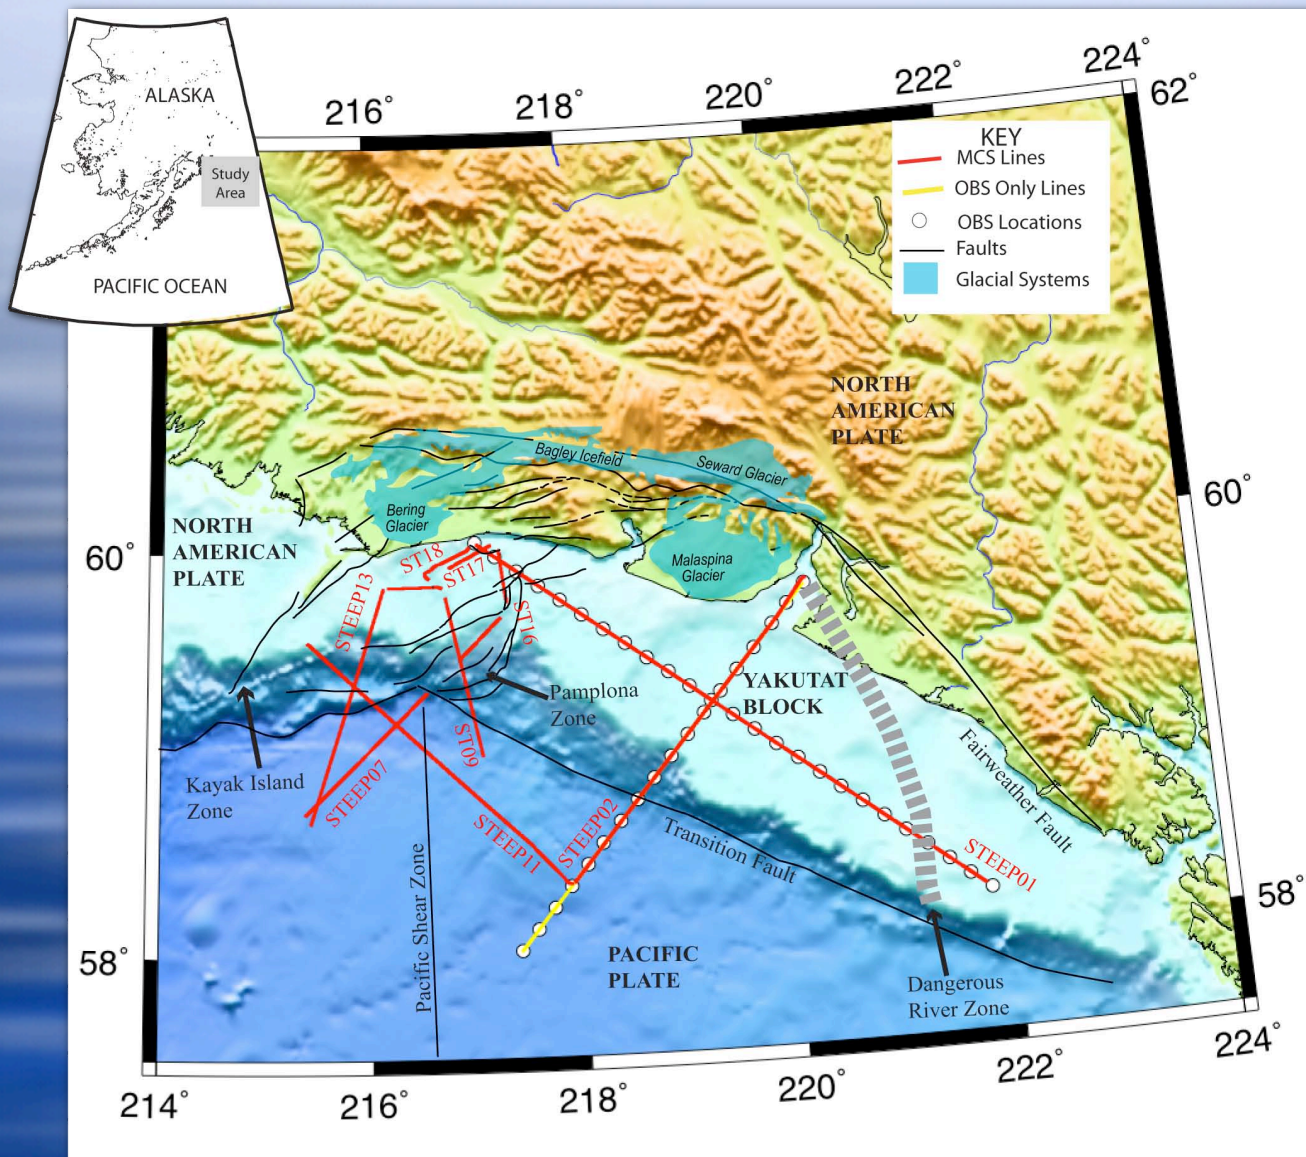 ALASKA
Study
Area
PACIFIC OCEAN
216°
218°
220°
222°
224°
62°
KEY
MCS Lines
OBS Only Lines
OBS Locations
Faults
Glacial Systems
NORTH
AMERICAN
PLATE
Bagley Icefield
Seward Glacier
Bering
Glacier
Malaspina
Glacier
NORTH
AMERICAN
PLATE
60°
60°
ST18
ST17
ST16
STEEP13
YAKUTAT
BLOCK
Pamplona
Zone
Kayak Island
Zone
ST09
STEEP07
STEEP11
STEEP02
STEEP01
Transition Fault
Fairweather Fault
Pacific Shear Zone
58°
58°
PACIFIC
PLATE
Dangerous
River Zone
214°
216°
218°
220°
222°
224°